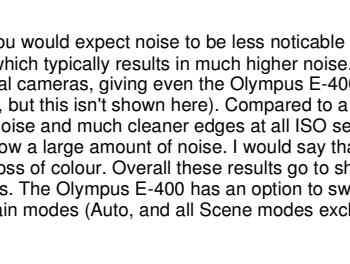 ou would expect noise to be less noticable
which typically results in much higher noise.
al cameras, giving even the Olympus E-400
, but this isn't shown here). Compared to a
oise and much cleaner edges at all ISO se
ow a large amount of noise. I would say tha
oss of colour. Overall these results go to sh
s. The Olympus E-400 has an option to sw
ain modes (Auto, and all Scene modes excl